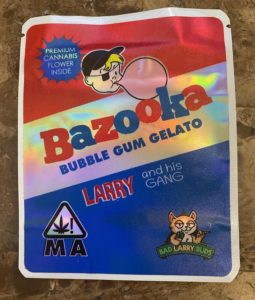 PREMIUM
CANNABIS
FLOWER
INSIDE
Bazooka
BUBBLE GUM GELATO
LARRY and his
GANG
MA
BAD LARRY BUDS